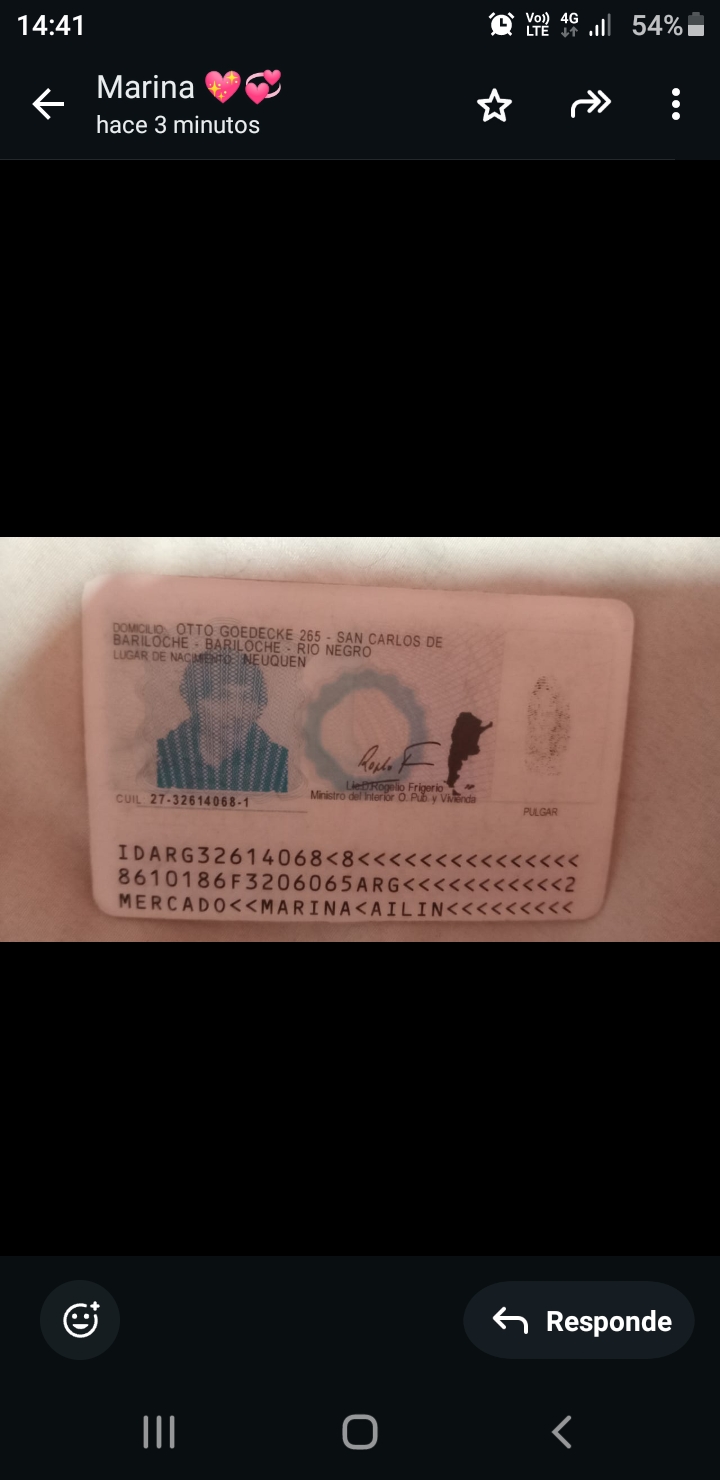 14:41 Vo)) LTE 4G 54%
Marina 💖💞
hace 3 minutos
DOMICILIO: OTTO GOEDECKE 265 - SAN CARLOS DE
BARILOCHE - BARILOCHE - RIO NEGRO
LUGAR DE NACIMIENTO: NEUQUEN
Lic. Rogelio Frigerio
Ministro del Interior O. Pub. y Vivienda
CUIL: 27-32614068-1
PULGAR
IDARG32614068<8<<<<<<<<<<<<<<<
8610186F3206065ARG<<<<<<<<<<<2
MERCADO<<MARINA<AILIN<<<<<<<<<
Responde